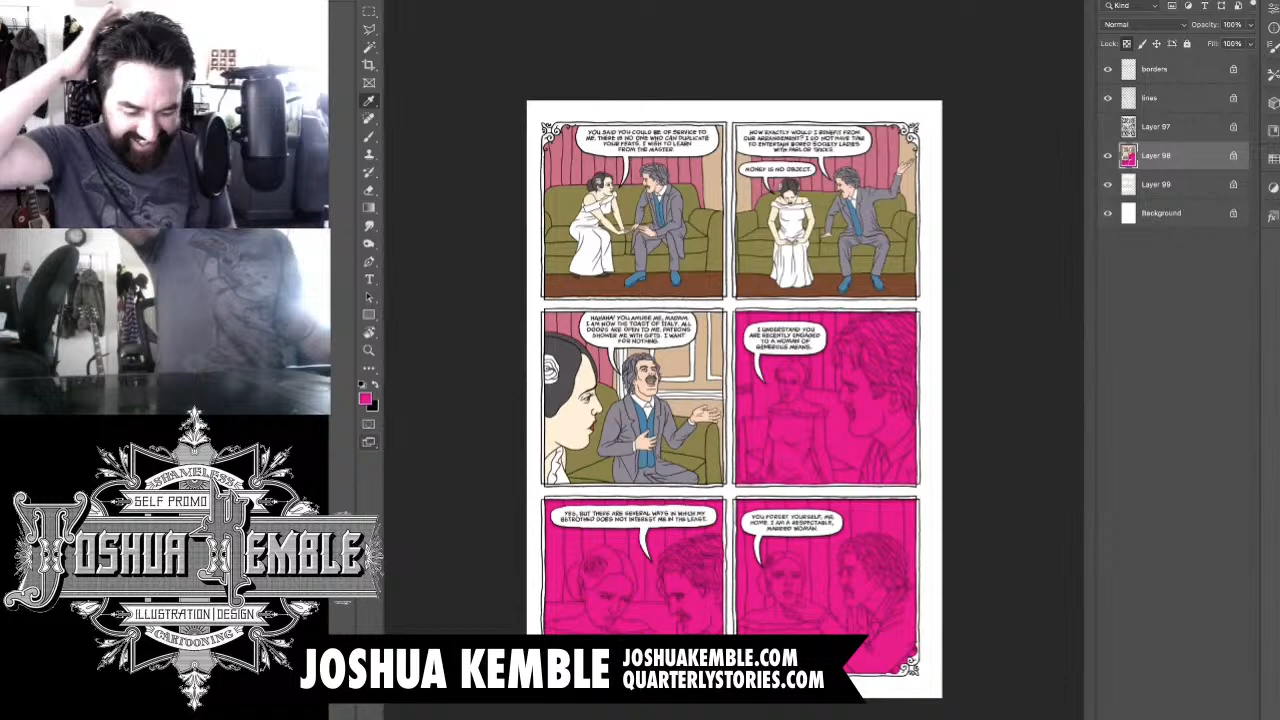 Kind
Normal
Opacity: 100%
Lock:
Fill: 100%
borders
lines
Layer 97
Layer 98
Layer 99
Background
YOU SAID YOU COULD BE OF SERVICE TO
ME. THERE IS NO ONE WHO CAN DUPLICATE
YOUR FEATS. I WISH TO LEARN
FROM THE MASTER.
HOW EXACTLY WOULD I BENEFIT FROM
OUR ARRANGEMENT? I DO NOT HAVE TIME
TO ENTERTAIN BORED SOCIETY LADIES
WITH PARLOR TRICKS.
MONEY IS NO OBJECT.
HAHAHA! YOU AMUSE ME, MADAM.
I AM NOW THE TOAST OF ITALY. ALL
DOORS ARE OPEN TO ME. PATRONS
SHOWER ME WITH GIFTS. I WANT
FOR NOTHING.
I UNDERSTAND YOU
ARE RECENTLY ENGAGED
TO A WOMAN OF
GENEROUS MEANS.
YES, BUT THERE ARE SEVERAL WAYS IN WHICH MY
BETROTHED DOES NOT INTEREST ME IN THE LEAST.
YOU FORGET YOURSELF, MR.
HOME. I AM A RESPECTABLE,
MARRIED WOMAN.
SHAMELESS
SELF PROMO
JOSHUA KEMBLE
ILLUSTRATION|DESIGN
CARTOONING
JOSHUA KEMBLE
JOSHUAKEMBLE.COM
QUARTERLYSTORIES.COM